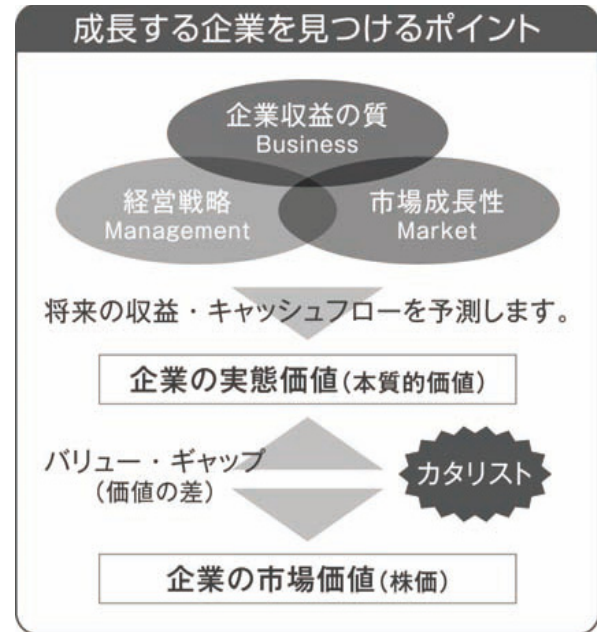 成長する企業を見つけるポイント
企業収益の質
Business
経営戦略
Management
市場成長性
Market
将来の収益・キャッシュフローを予測します。
企業の実態価値(本質的価値)
バリュー・ギャップ
(価値の差)
カタリスト
企業の市場価値(株価)